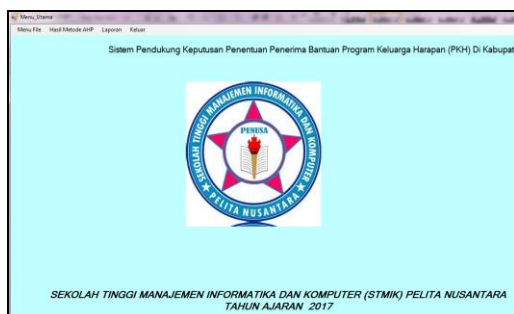 Menu_Utama
Menu File Hasil Metode AHP Laporan Keluar
Sistem Pendukung Keputusan Penentuan Penerima Bantuan Program Keluarga Harapan (PKH) Di Kabupat
SEKOLAH TINGGI MANAJEMEN INFORMATIKA DAN KOMPUTER
PENUSA
PELITA NUSANTARA
SEKOLAH TINGGI MANAJEMEN INFORMATIKA DAN KOMPUTER (STMIK) PELITA NUSANTARA
TAHUN AJARAN 2017